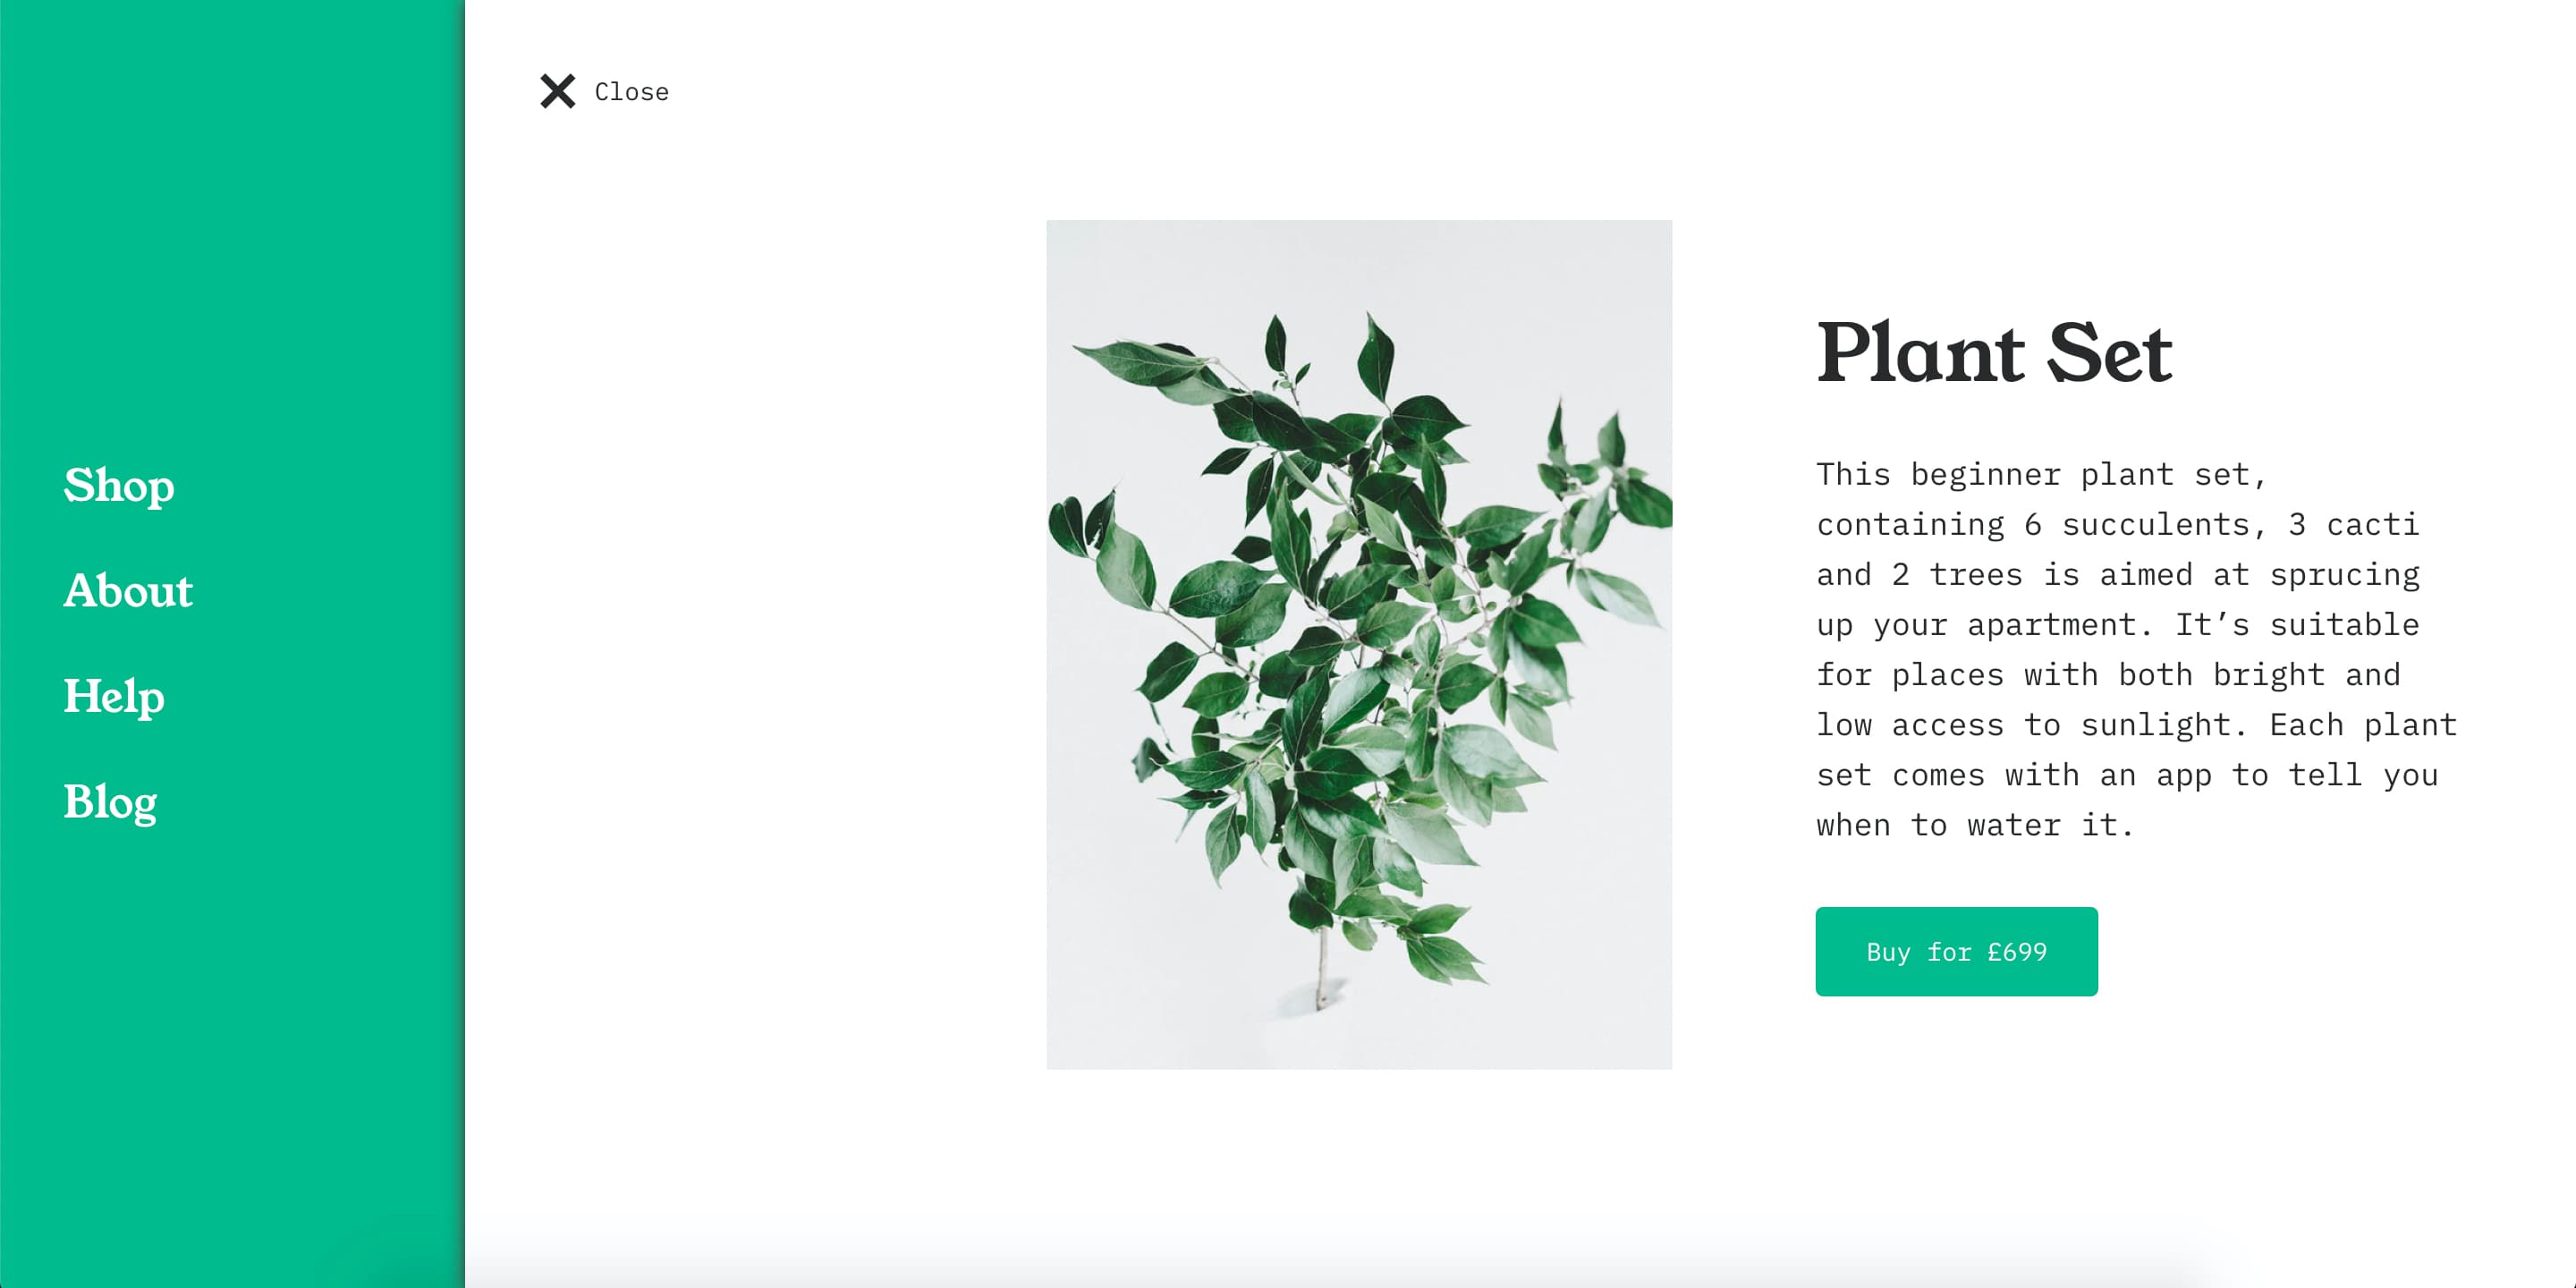 Close
Shop
About
Help
Blog
Plant Set
This beginner plant set,
containing 6 succulents, 3 cacti
and 2 trees is aimed at sprucing
up your apartment. It’s suitable
for places with both bright and
low access to sunlight. Each plant
set comes with an app to tell you
when to water it.
Buy for £699